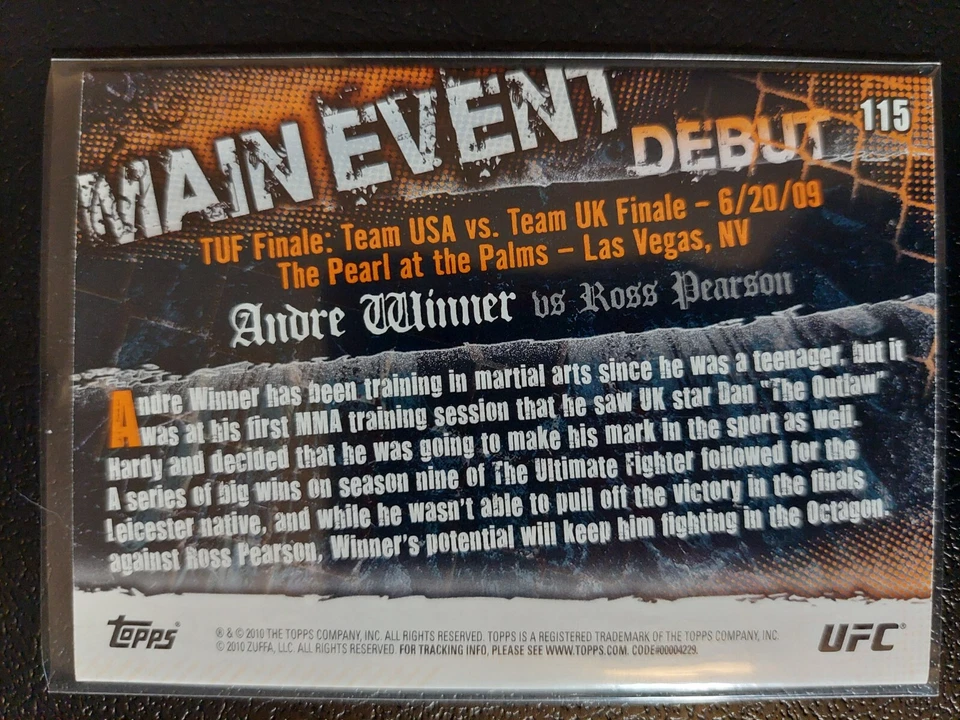 MAIN EVENT
DEBUT
115
TUF Finale: Team USA vs. Team UK Finale – 6/20/09
The Pearl at the Palms – Las Vegas, NV
Andre Winner vs Ross Pearson
Andre Winner has been training in martial arts since he was a teenager, but it
was at his first MMA training session that he saw UK star Dan "The Outlaw"
Hardy and decided that he was going to make his mark in the sport as well.
A series of big wins on season nine of The Ultimate Fighter followed for the
Leicester native, and while he wasn't able to pull off the victory in the finals
against Ross Pearson, Winner's potential will keep him fighting in the Octagon.
Topps®
® & © 2010 THE TOPPS COMPANY, INC. ALL RIGHTS RESERVED. TOPPS IS A REGISTERED TRADEMARK OF THE TOPPS COMPANY, INC.
© 2010 ZUFFA, LLC. ALL RIGHTS RESERVED. FOR TRACKING INFO, PLEASE SEE WWW.TOPPS.COM. CODE#00004229.
UFC®